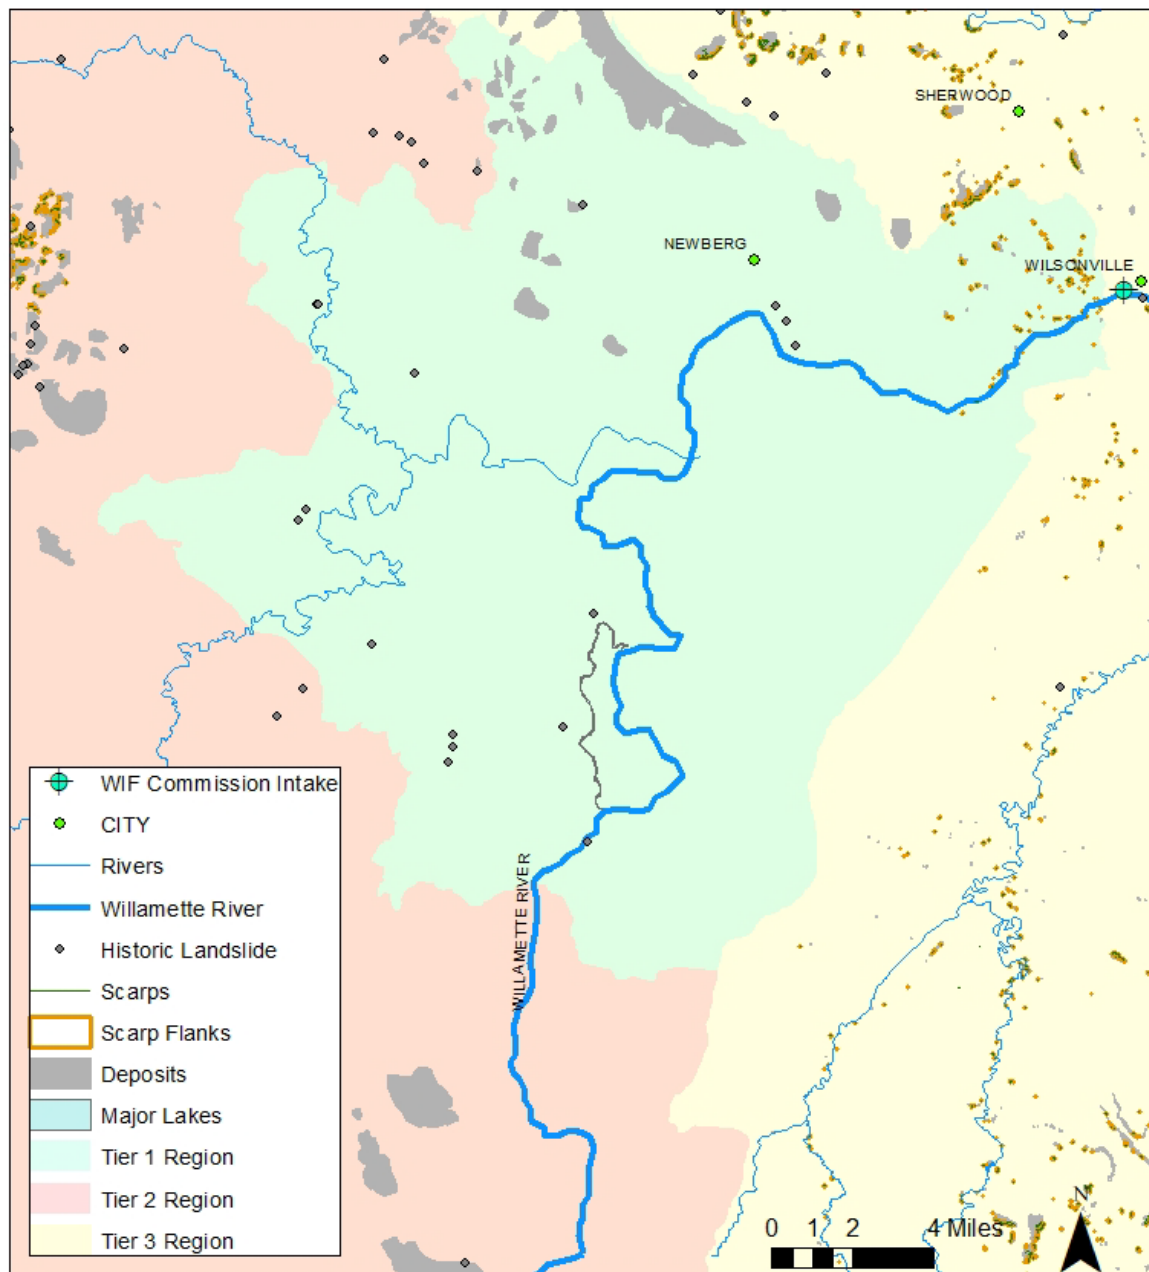 SHERWOOD
NEWBERG
WILSONVILLE
WILLAMETTE RIVER
WIF Commission Intake
CITY
Rivers
Willamette River
Historic Landslide
Scarps
Scarp Flanks
Deposits
Major Lakes
Tier 1 Region
Tier 2 Region
Tier 3 Region
N
0 1 2 4 Miles